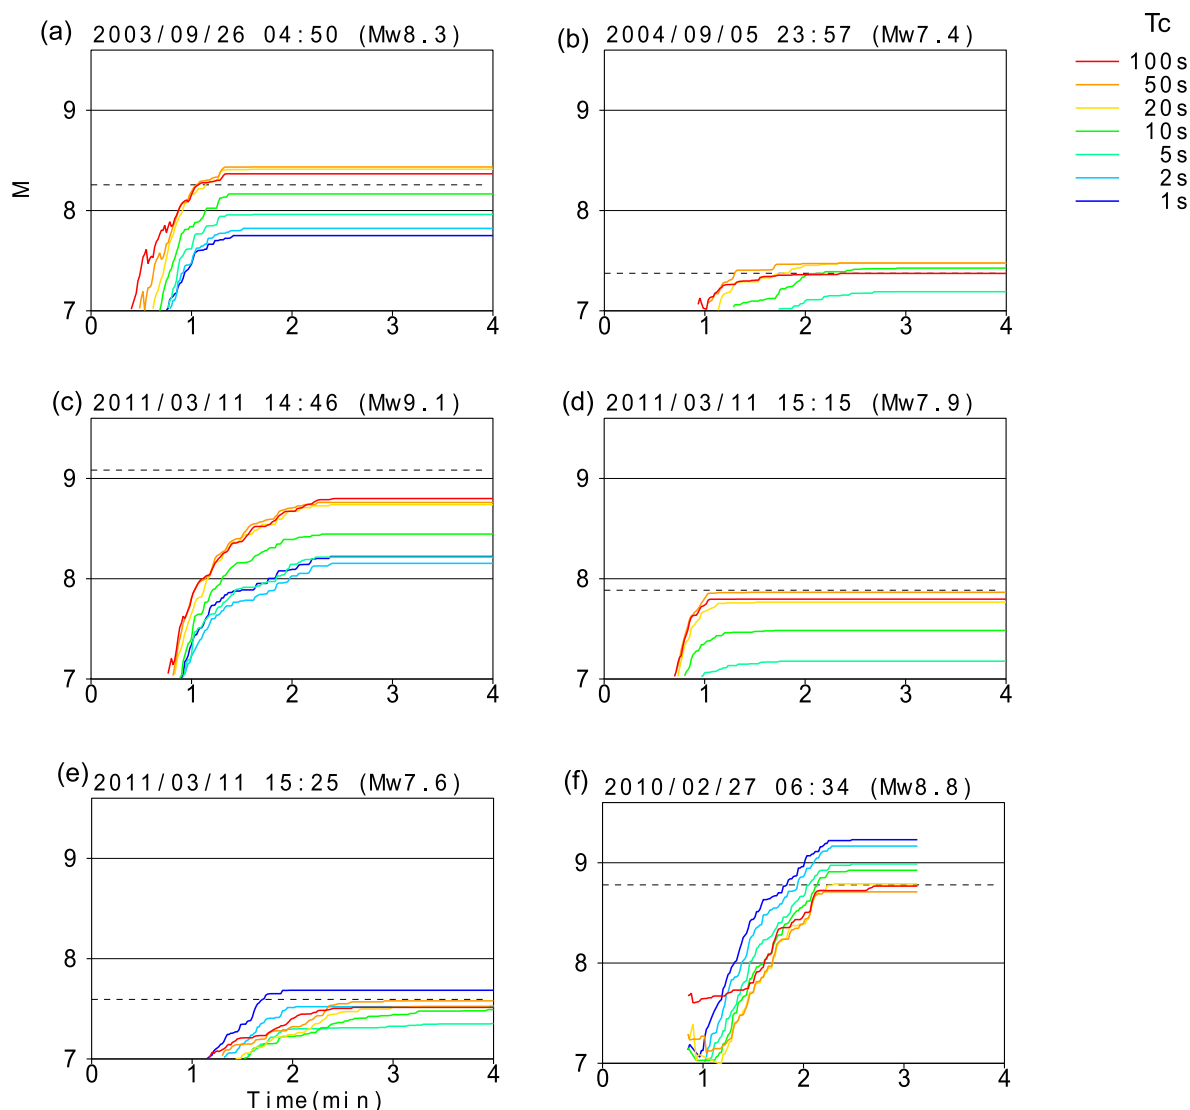 (a) 2003/09/26 04:50 (Mw8.3)
(b) 2004/09/05 23:57 (Mw7.4)
Tc
100s
50s
20s
10s
5s
2s
1s
M
9
8
7
0 1 2 3 4
9
8
7
0 1 2 3 4
(c) 2011/03/11 14:46 (Mw9.1)
(d) 2011/03/11 15:15 (Mw7.9)
9
8
7
0 1 2 3 4
9
8
7
0 1 2 3 4
(e) 2011/03/11 15:25 (Mw7.6)
(f) 2010/02/27 06:34 (Mw8.8)
9
8
7
0 1 2 3 4
Time(min)
9
8
7
0 1 2 3 4